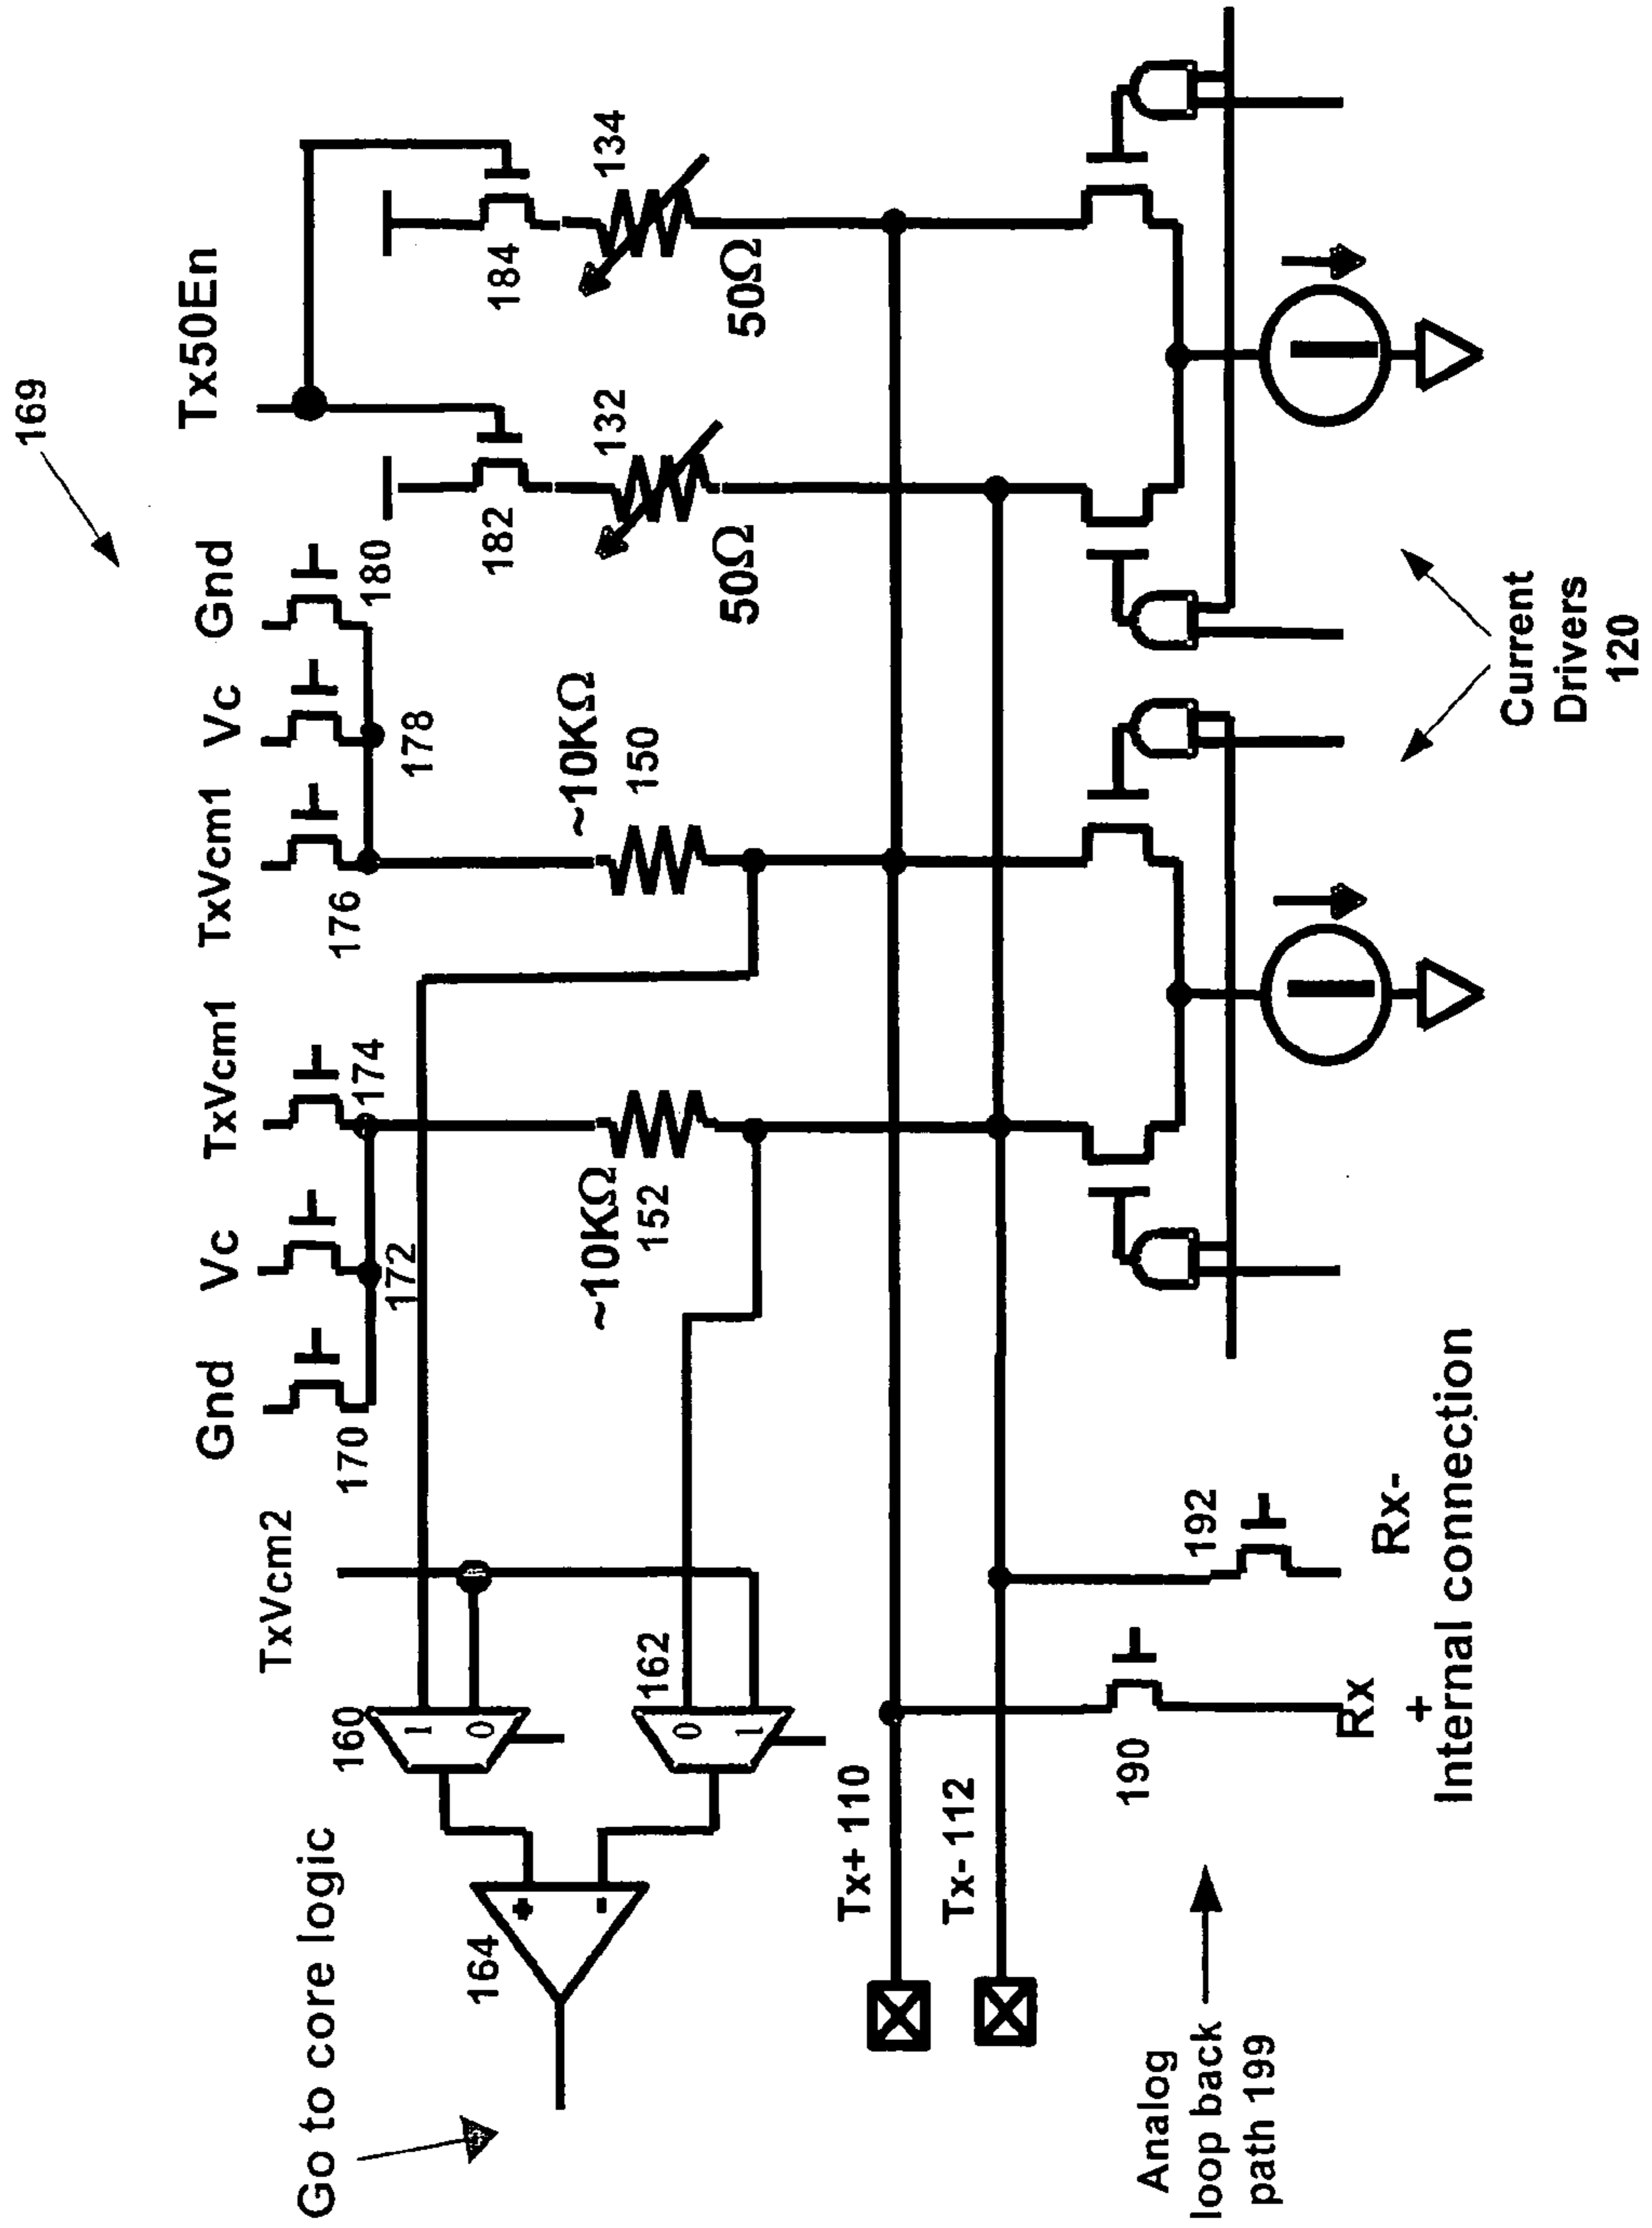 169
Go to core logic
TxVcm2
Gnd
Vc
TxVcm1
TxVcm1
Vc
Gnd
Tx50En
170
172
174
176
178
180
182
184
160
1
0
162
0
1
164
+
-
~10KΩ
152
~10KΩ
150
50Ω
132
50Ω
134
Tx+ 110
Tx- 112
190
192
Rx
+
Rx-
Internal connection
Analog
loop back
path 199
Current
Drivers
120